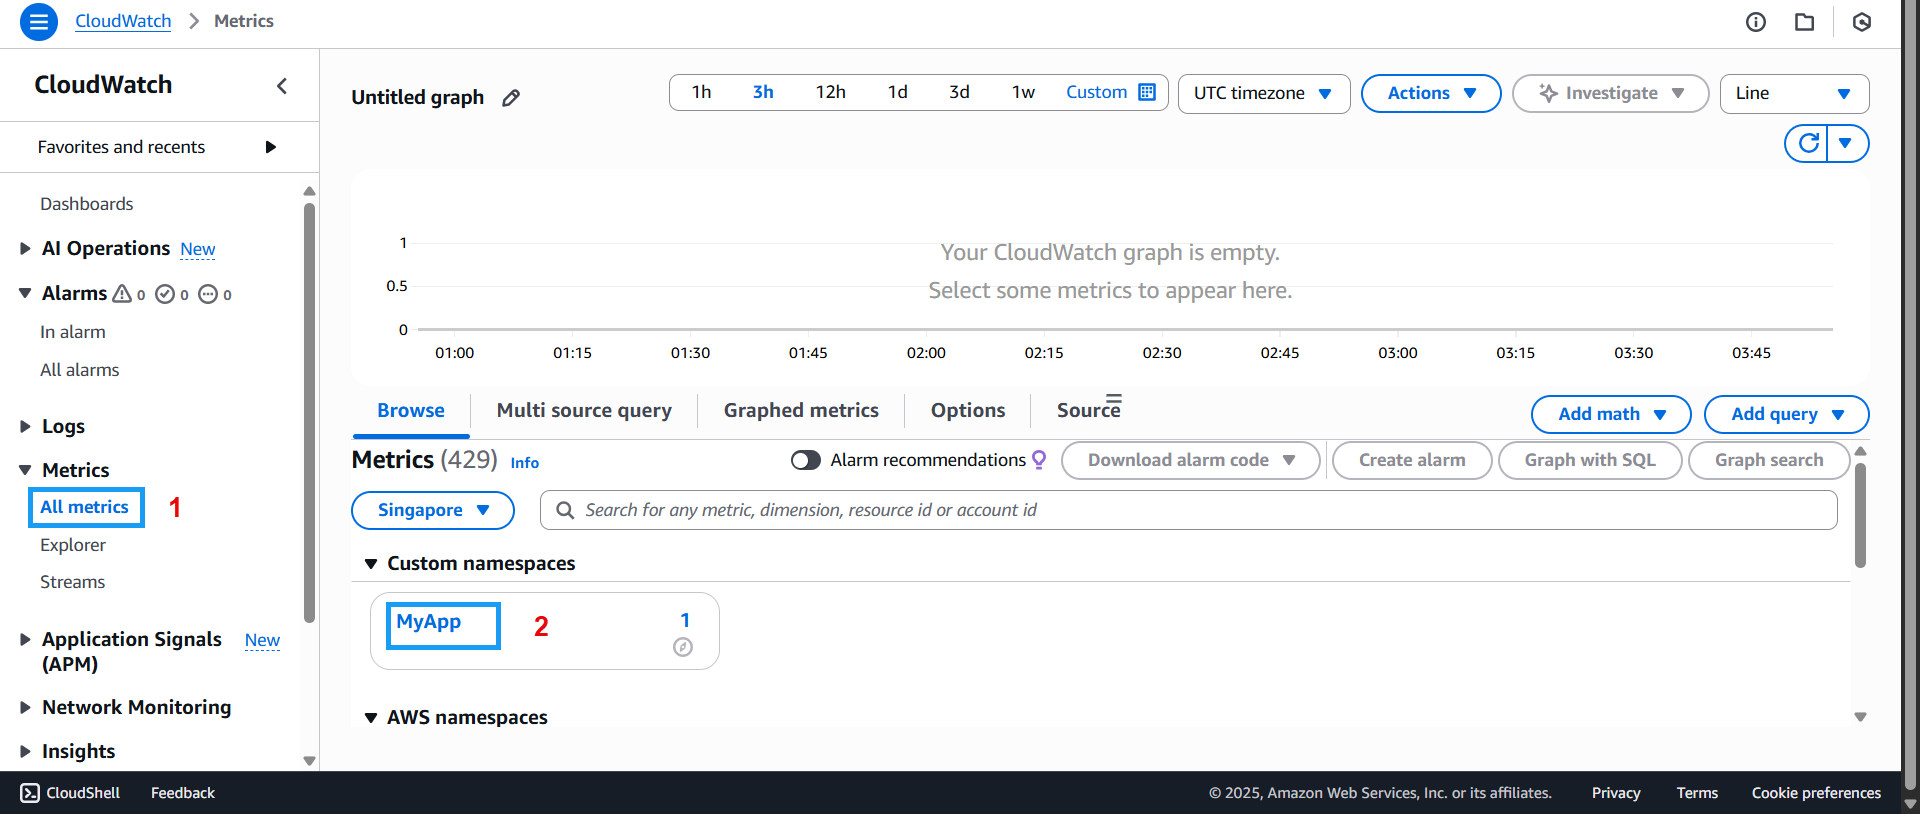 CloudWatch > Metrics
CloudWatch
Favorites and recents
Dashboards
AI Operations New
Alarms 0 0 0
In alarm
All alarms
Logs
Metrics
All metrics 1
Explorer
Streams
Application Signals New
(APM)
Network Monitoring
Insights
Untitled graph
1h 3h 12h 1d 3d 1w Custom
UTC timezone
Actions
Investigate
Line
Your CloudWatch graph is empty.
Select some metrics to appear here.
1
0.5
0
01:00 01:15 01:30 01:45 02:00 02:15 02:30 02:45 03:00 03:15 03:30 03:45
Browse Multi source query Graphed metrics Options Source
Add math Add query
Metrics (429) Info
Alarm recommendations
Download alarm code Create alarm Graph with SQL Graph search
Singapore
Search for any metric, dimension, resource id or account id
Custom namespaces
MyApp 2 1
AWS namespaces
CloudShell Feedback
© 2025, Amazon Web Services, Inc. or its affiliates. Privacy Terms Cookie preferences